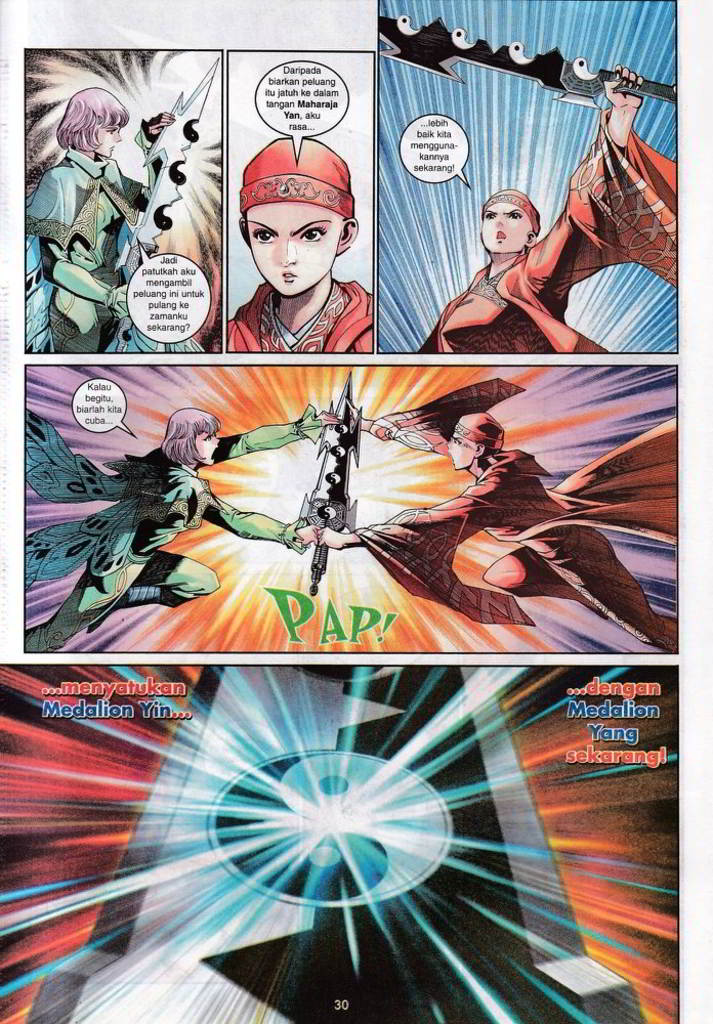 Jadi
patutkah aku
mengambil
peluang ini untuk
pulang ke
zamanku
sekarang?
Daripada
biarkan peluang
itu jatuh ke dalam
tangan Maharaja
Yan, aku
rasa...
...lebih
baik kita
mengguna-
kannya
sekarang!
Kalau
begitu,
biarlah kita
cuba...
PAP!
...menyatukan
Medalion Yin...
...dengan
Medalion
Yang
sekarang!
30